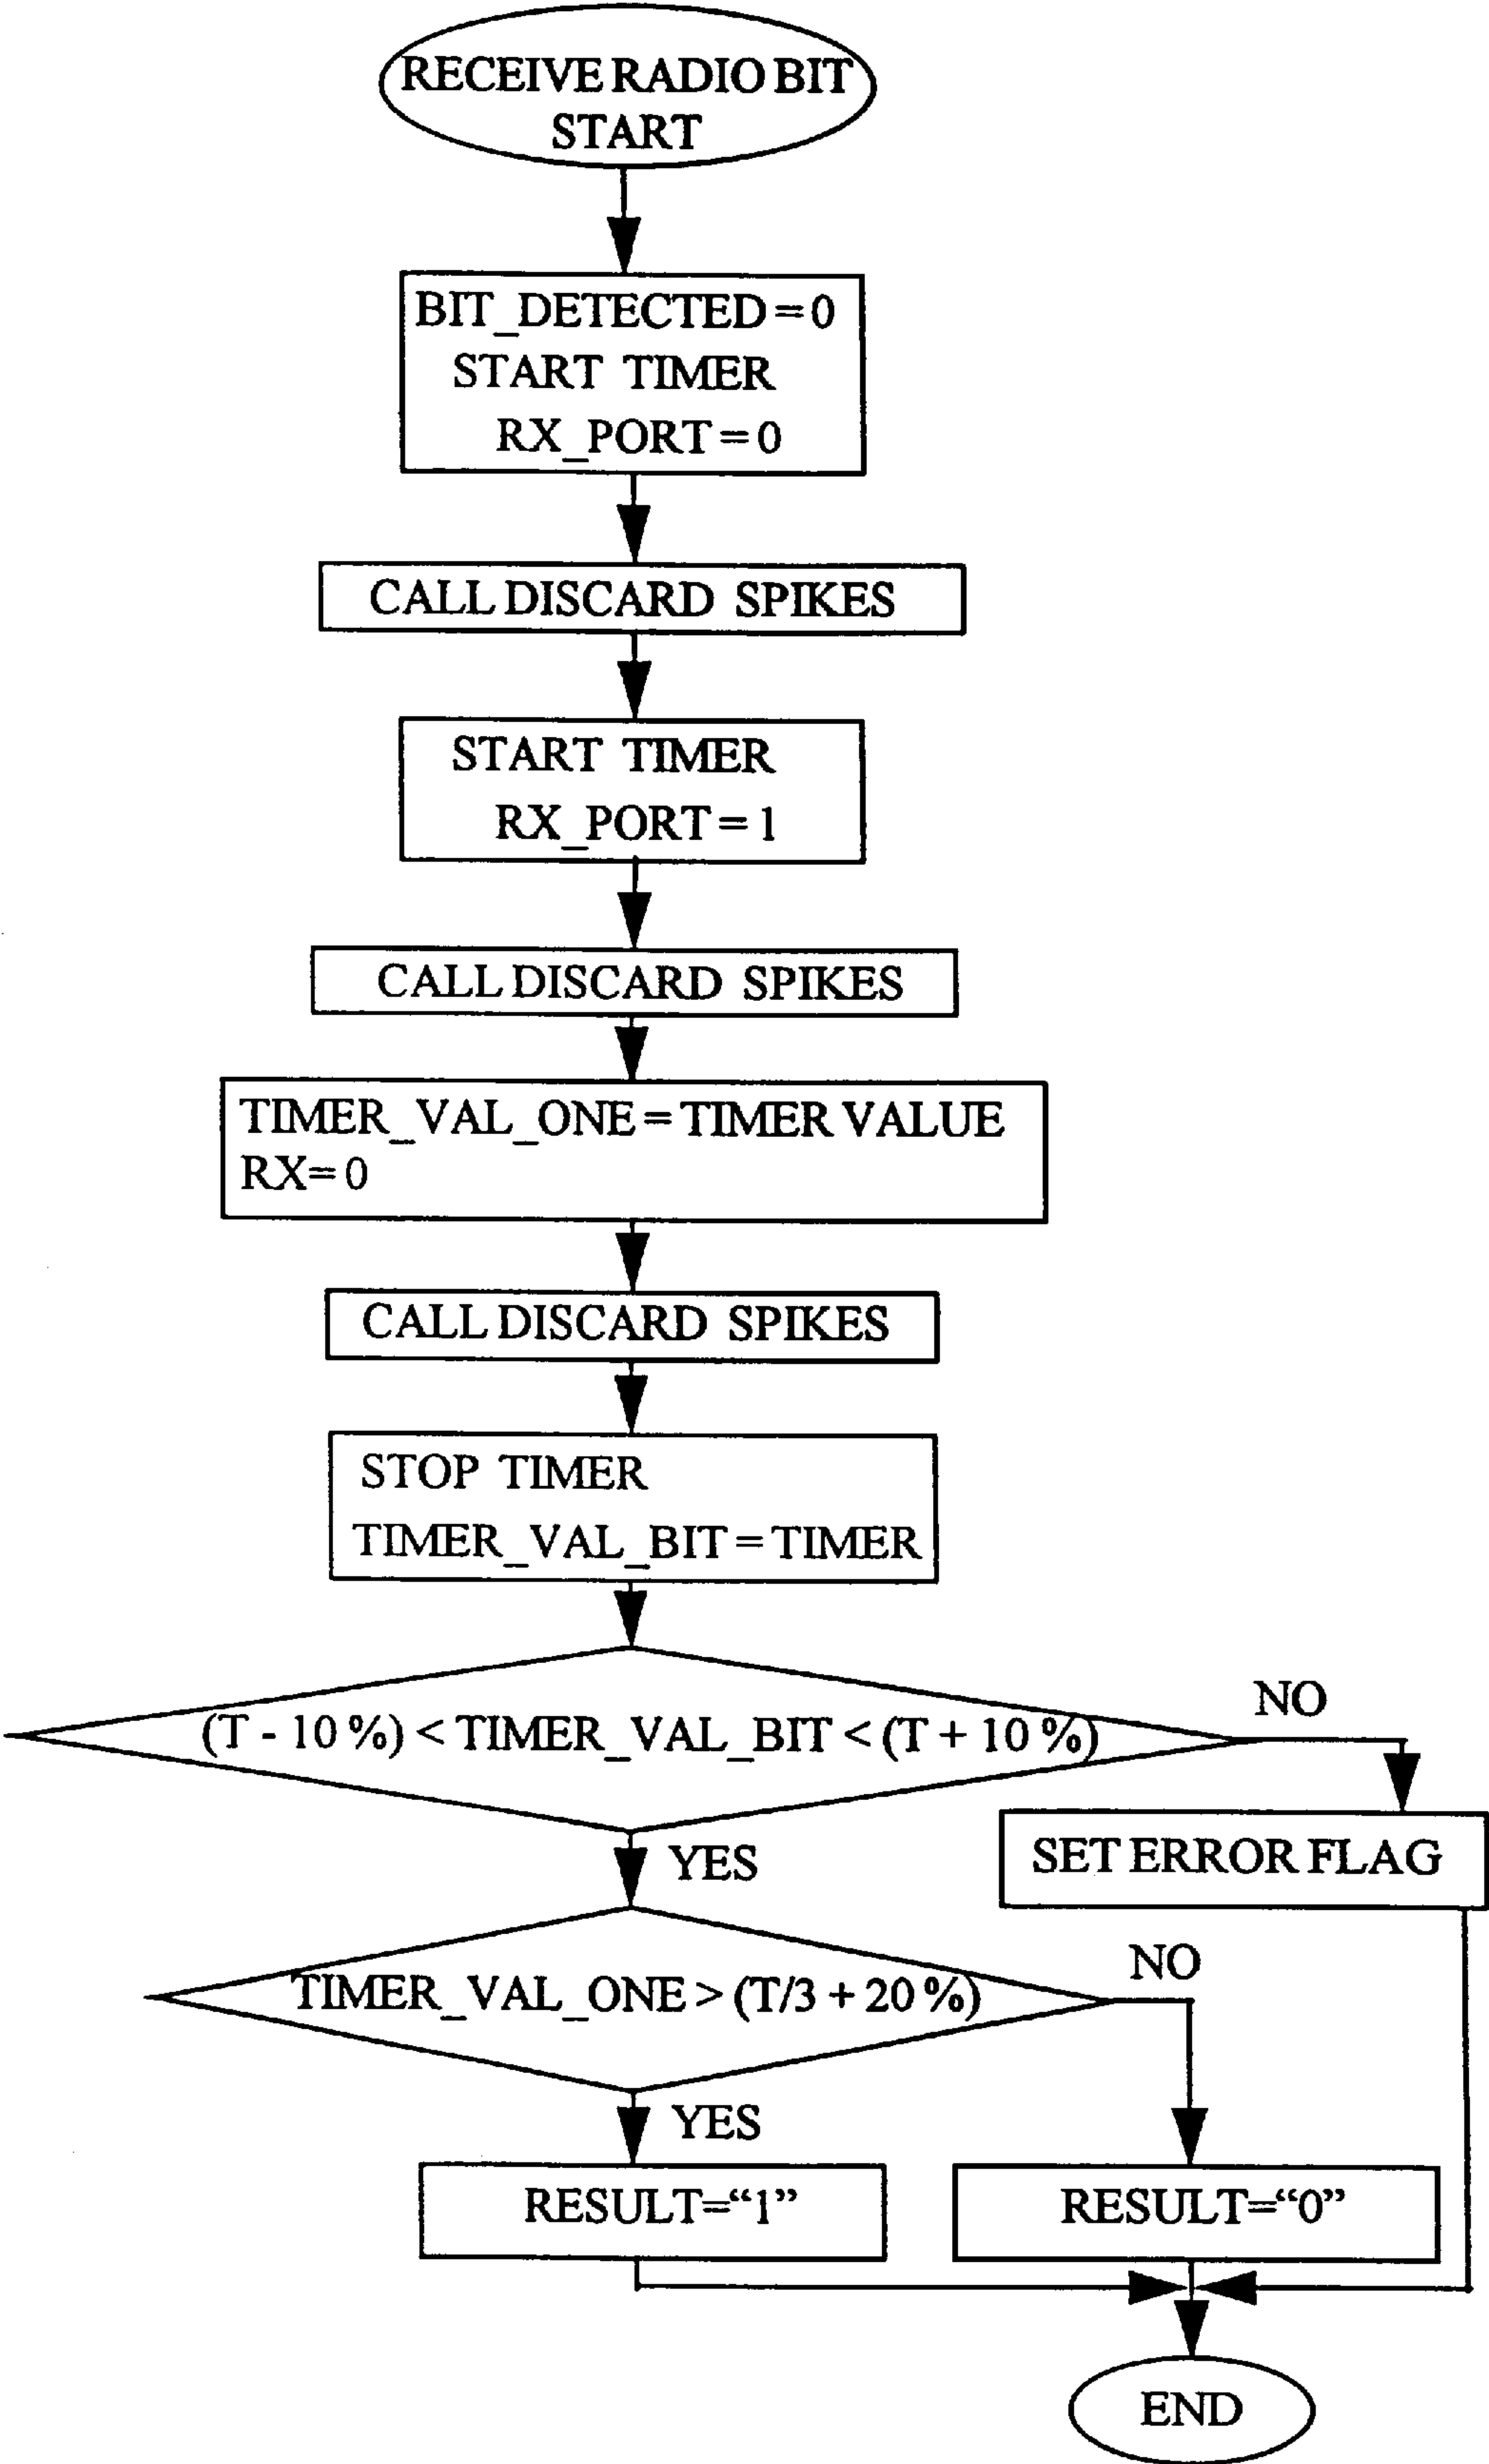 RECEIVE RADIO BIT
START
BIT_DETECTED = 0
START TIMER
RX_PORT = 0
CALL DISCARD SPIKES
START TIMER
RX_PORT = 1
CALL DISCARD SPIKES
TIMER_VAL_ONE = TIMER VALUE
RX= 0
CALL DISCARD SPIKES
STOP TIMER
TIMER_VAL_BIT = TIMER
(T - 10 %) < TIMER_VAL_BIT < (T + 10 %)
NO
SET ERROR FLAG
YES
TIMER_VAL_ONE > (T/3 + 20 %)
NO
YES
RESULT=“1”
RESULT=“0”
END